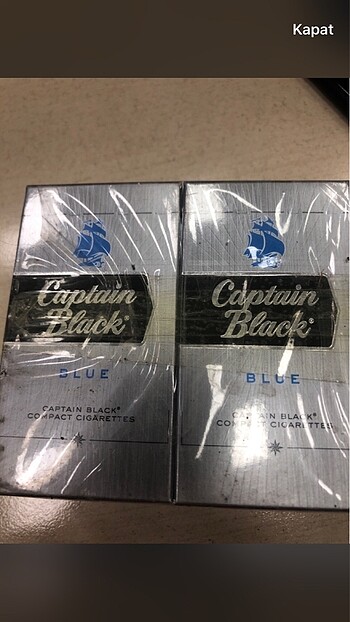 Kapat
Captain
Black®
BLUE
CAPTAIN BLACK®
COMPACT CIGARETTES
Captain
Black®
BLUE
CAPTAIN BLACK®
COMPACT CIGARETTES